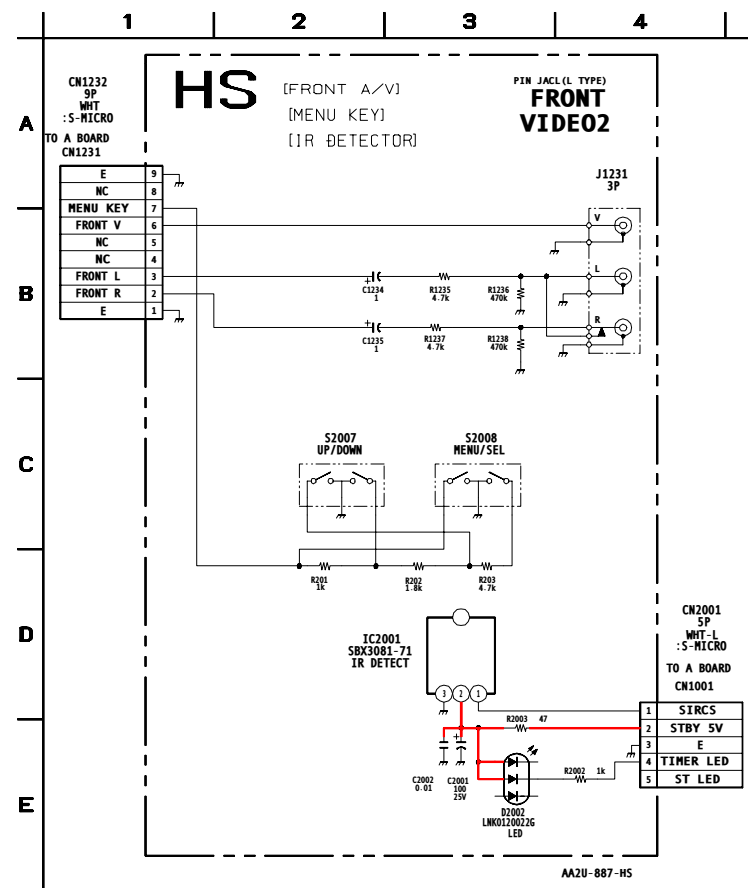 1 2 3 4
A
B
C
D
E
HS
[FRONT A/V]
[MENU KEY]
[IR DETECTOR]
PIN JACL(L TYPE)
FRONT
VIDEO2
CN1232
9P
WHT
:S-MICRO
TO A BOARD
CN1231
E 9
NC 8
MENU KEY 7
FRONT V 6
NC 5
NC 4
FRONT L 3
FRONT R 2
E 1
J1231
3P
V
L
R
C1234
1
R1235
4.7k
R1236
470k
C1235
1
R1237
4.7k
R1238
470k
S2007
UP/DOWN
S2008
MENU/SEL
R201
1k
R202
1.8k
R203
4.7k
IC2001
SBX3081-71
IR DETECT
3 2 1
CN2001
5P
WHT-L
:S-MICRO
TO A BOARD
CN1001
1 SIRCS
2 STBY 5V
3 E
4 TIMER LED
5 ST LED
R2003 47
C2002
0.01
C2001
100
25V
R2002 1k
D2002
LNK0120022G
LED
AA2U-887-HS